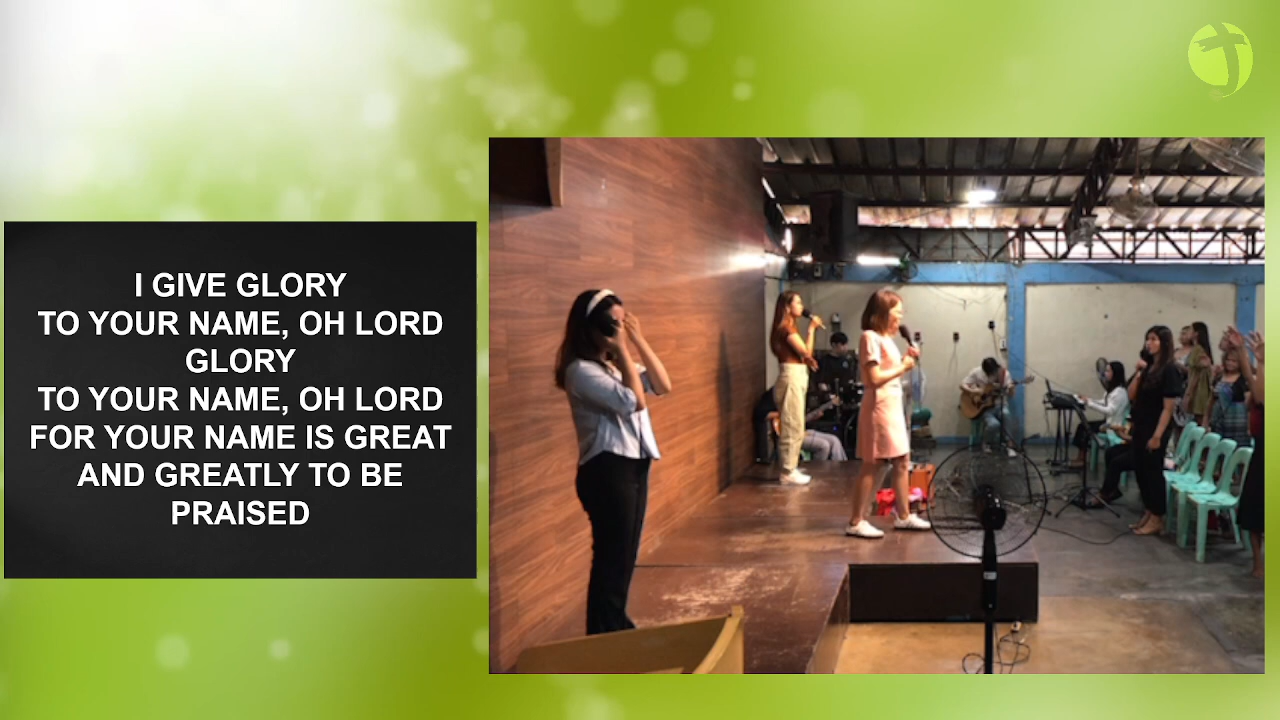 I GIVE GLORY
TO YOUR NAME, OH LORD
GLORY
TO YOUR NAME, OH LORD
FOR YOUR NAME IS GREAT
AND GREATLY TO BE
PRAISED